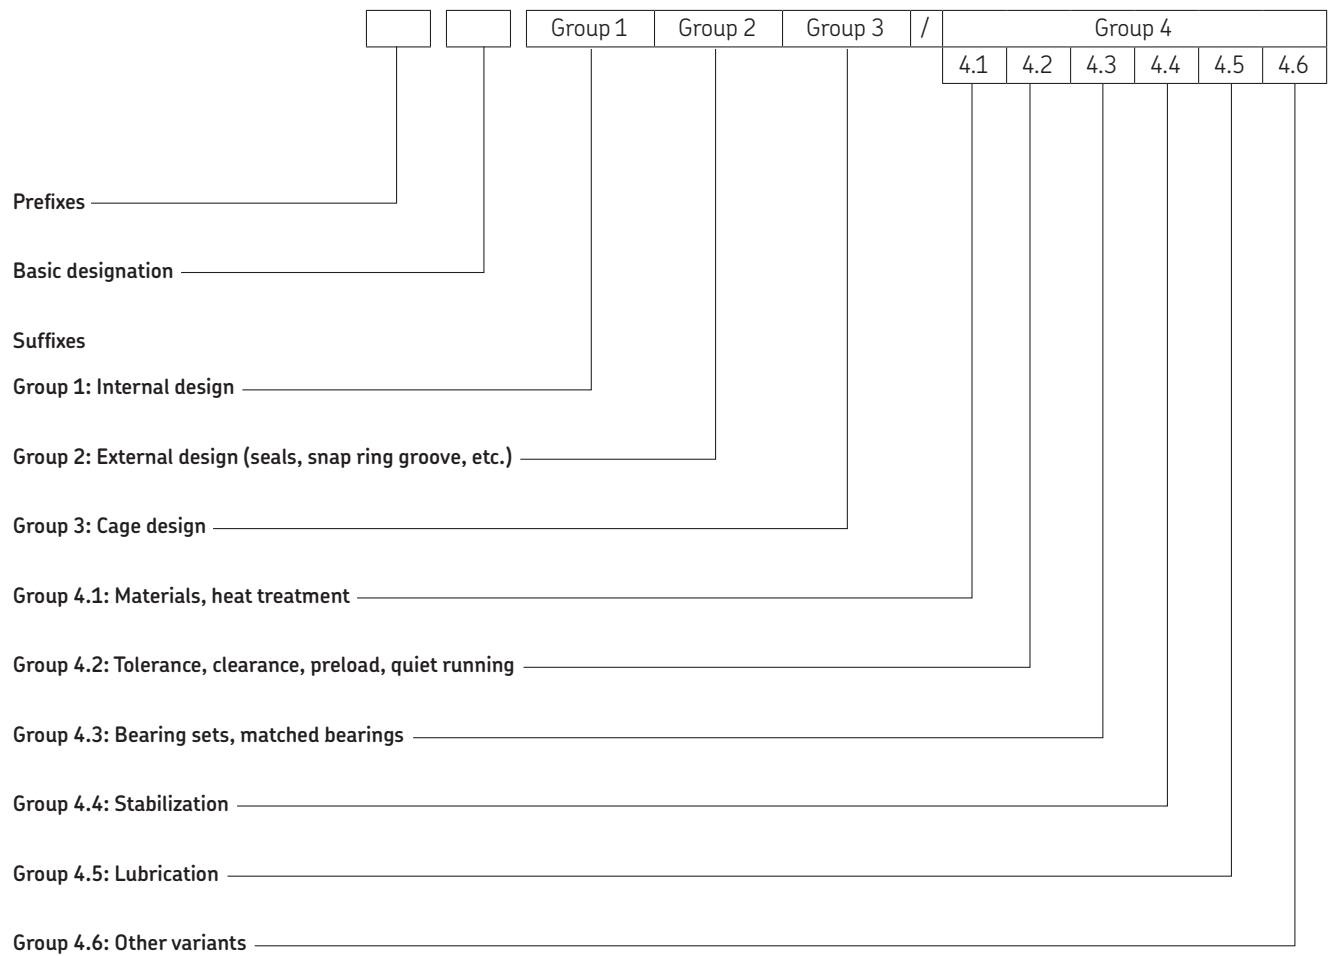 Group 1 Group 2 Group 3 / Group 4
4.1 4.2 4.3 4.4 4.5 4.6
Prefixes
Basic designation
Suffixes
Group 1: Internal design
Group 2: External design (seals, snap ring groove, etc.)
Group 3: Cage design
Group 4.1: Materials, heat treatment
Group 4.2: Tolerance, clearance, preload, quiet running
Group 4.3: Bearing sets, matched bearings
Group 4.4: Stabilization
Group 4.5: Lubrication
Group 4.6: Other variants